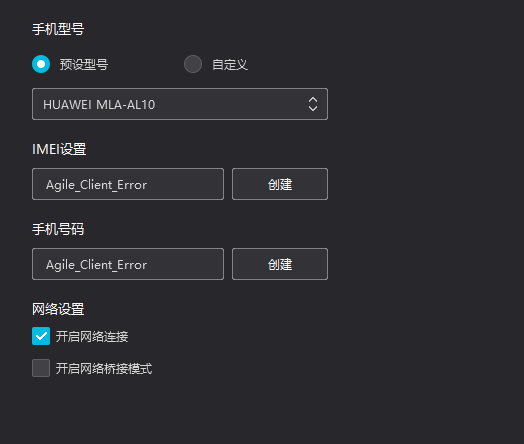 手机型号
预设型号 自定义
HUAWEI MLA-AL10
IMEI设置
Agile_Client_Error 创建
手机号码
Agile_Client_Error 创建
网络设置
开启网络连接
开启网络桥接模式